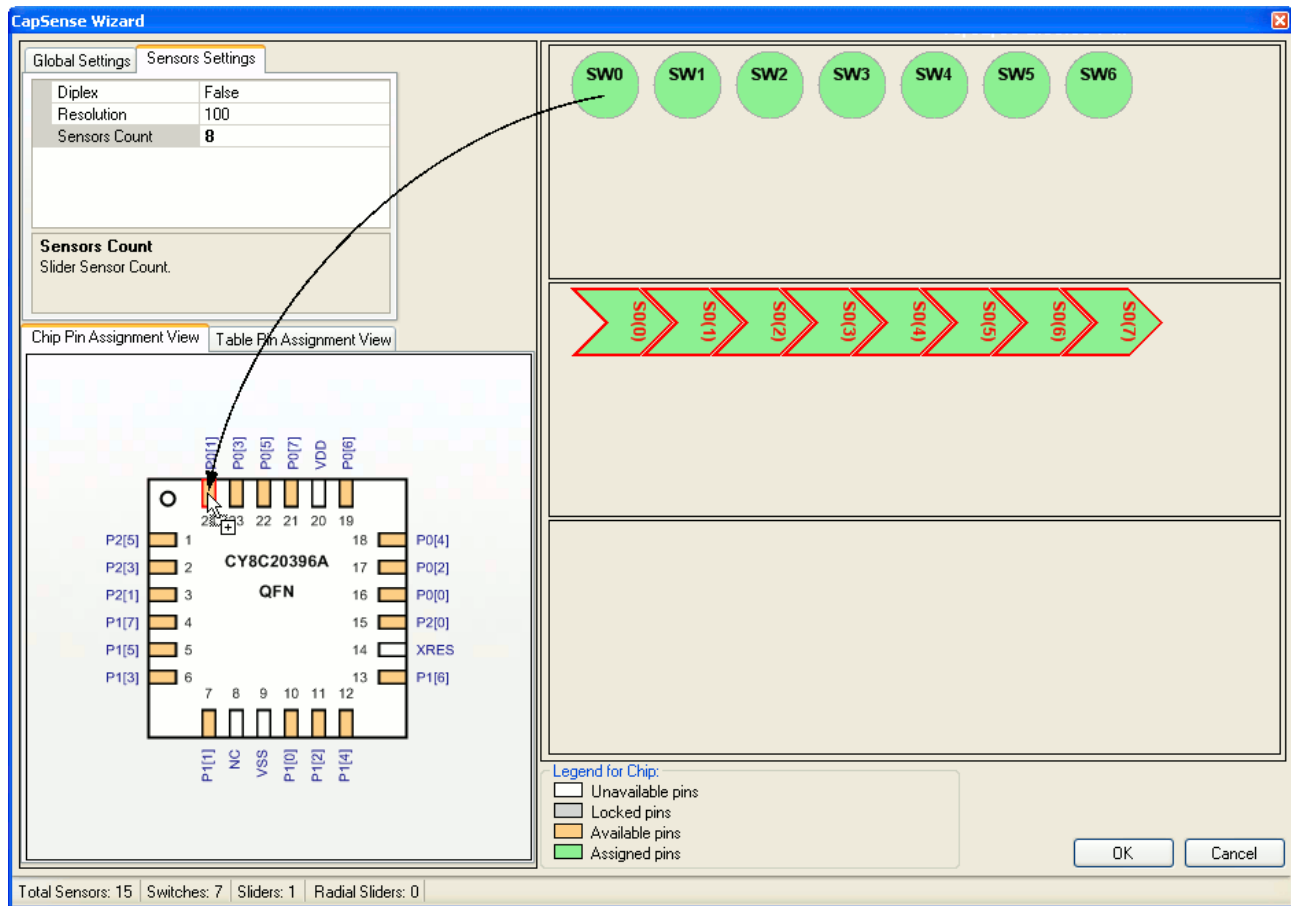 CapSense Wizard
Global Settings Sensors Settings
Diplex False
Resolution 100
Sensors Count 8
Sensors Count
Slider Sensor Count.
Chip Pin Assignment View Table Pin Assignment View
P0[1] P0[3] P0[5] P0[7] VDD P0[6]
23 22 21 20 19
P2[5] 1 18 P0[4]
CY8C20396A
P2[3] 2 17 P0[2]
QFN
P2[1] 3 16 P0[0]
P1[7] 4 15 P2[0]
P1[5] 5 14 XRES
P1[3] 6 13 P1[6]
7 8 9 10 11 12
P1[1] NC VSS P1[0] P1[2] P1[4]
SW0 SW1 SW2 SW3 SW4 SW5 SW6
S0(0) S0(1) S0(2) S0(3) S0(4) S0(5) S0(6) S0(7)
Legend for Chip:
Unavailable pins
Locked pins
Available pins
Assigned pins
OK Cancel
Total Sensors: 15 Switches: 7 Sliders: 1 Radial Sliders: 0